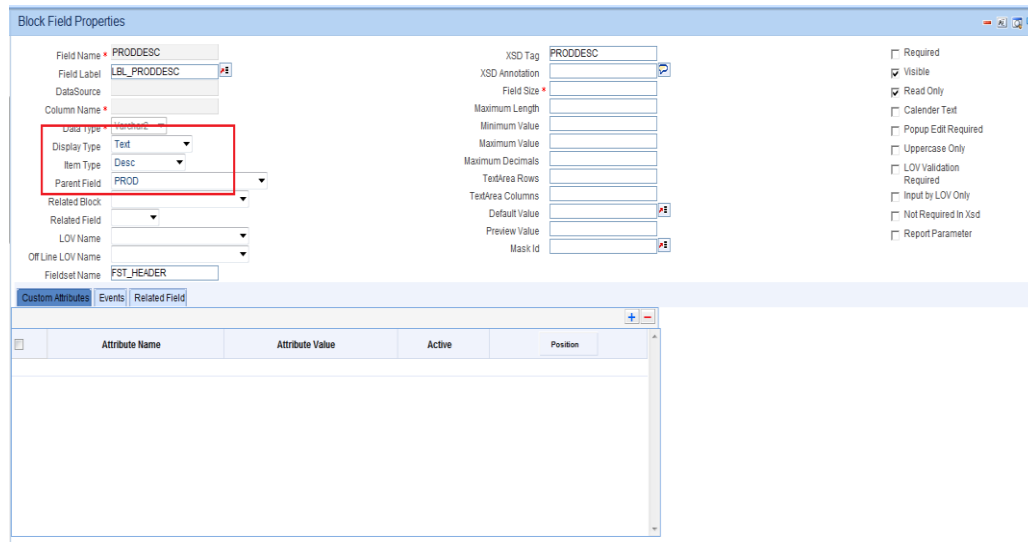 Block Field Properties
Field Name * PRODDESC
Field Label LBL_PRODDESC
DataSource
Column Name *
Data Type * Varchar2
Display Type Text
Item Type Desc
Parent Field PROD
Related Block
Related Field
LOV Name
Off Line LOV Name
Fieldset Name FST_HEADER
XSD Tag PRODDESC
XSD Annotation
Field Size *
Maximum Length
Minimum Value
Maximum Value
Maximum Decimals
TextArea Rows
TextArea Columns
Default Value
Preview Value
Mask Id
Required
Visible
Read Only
Calender Text
Popup Edit Required
Uppercase Only
LOV Validation
Required
Input by LOV Only
Not Required In Xsd
Report Parameter
Custom Attributes Events Related Field
Attribute Name Attribute Value Active Position